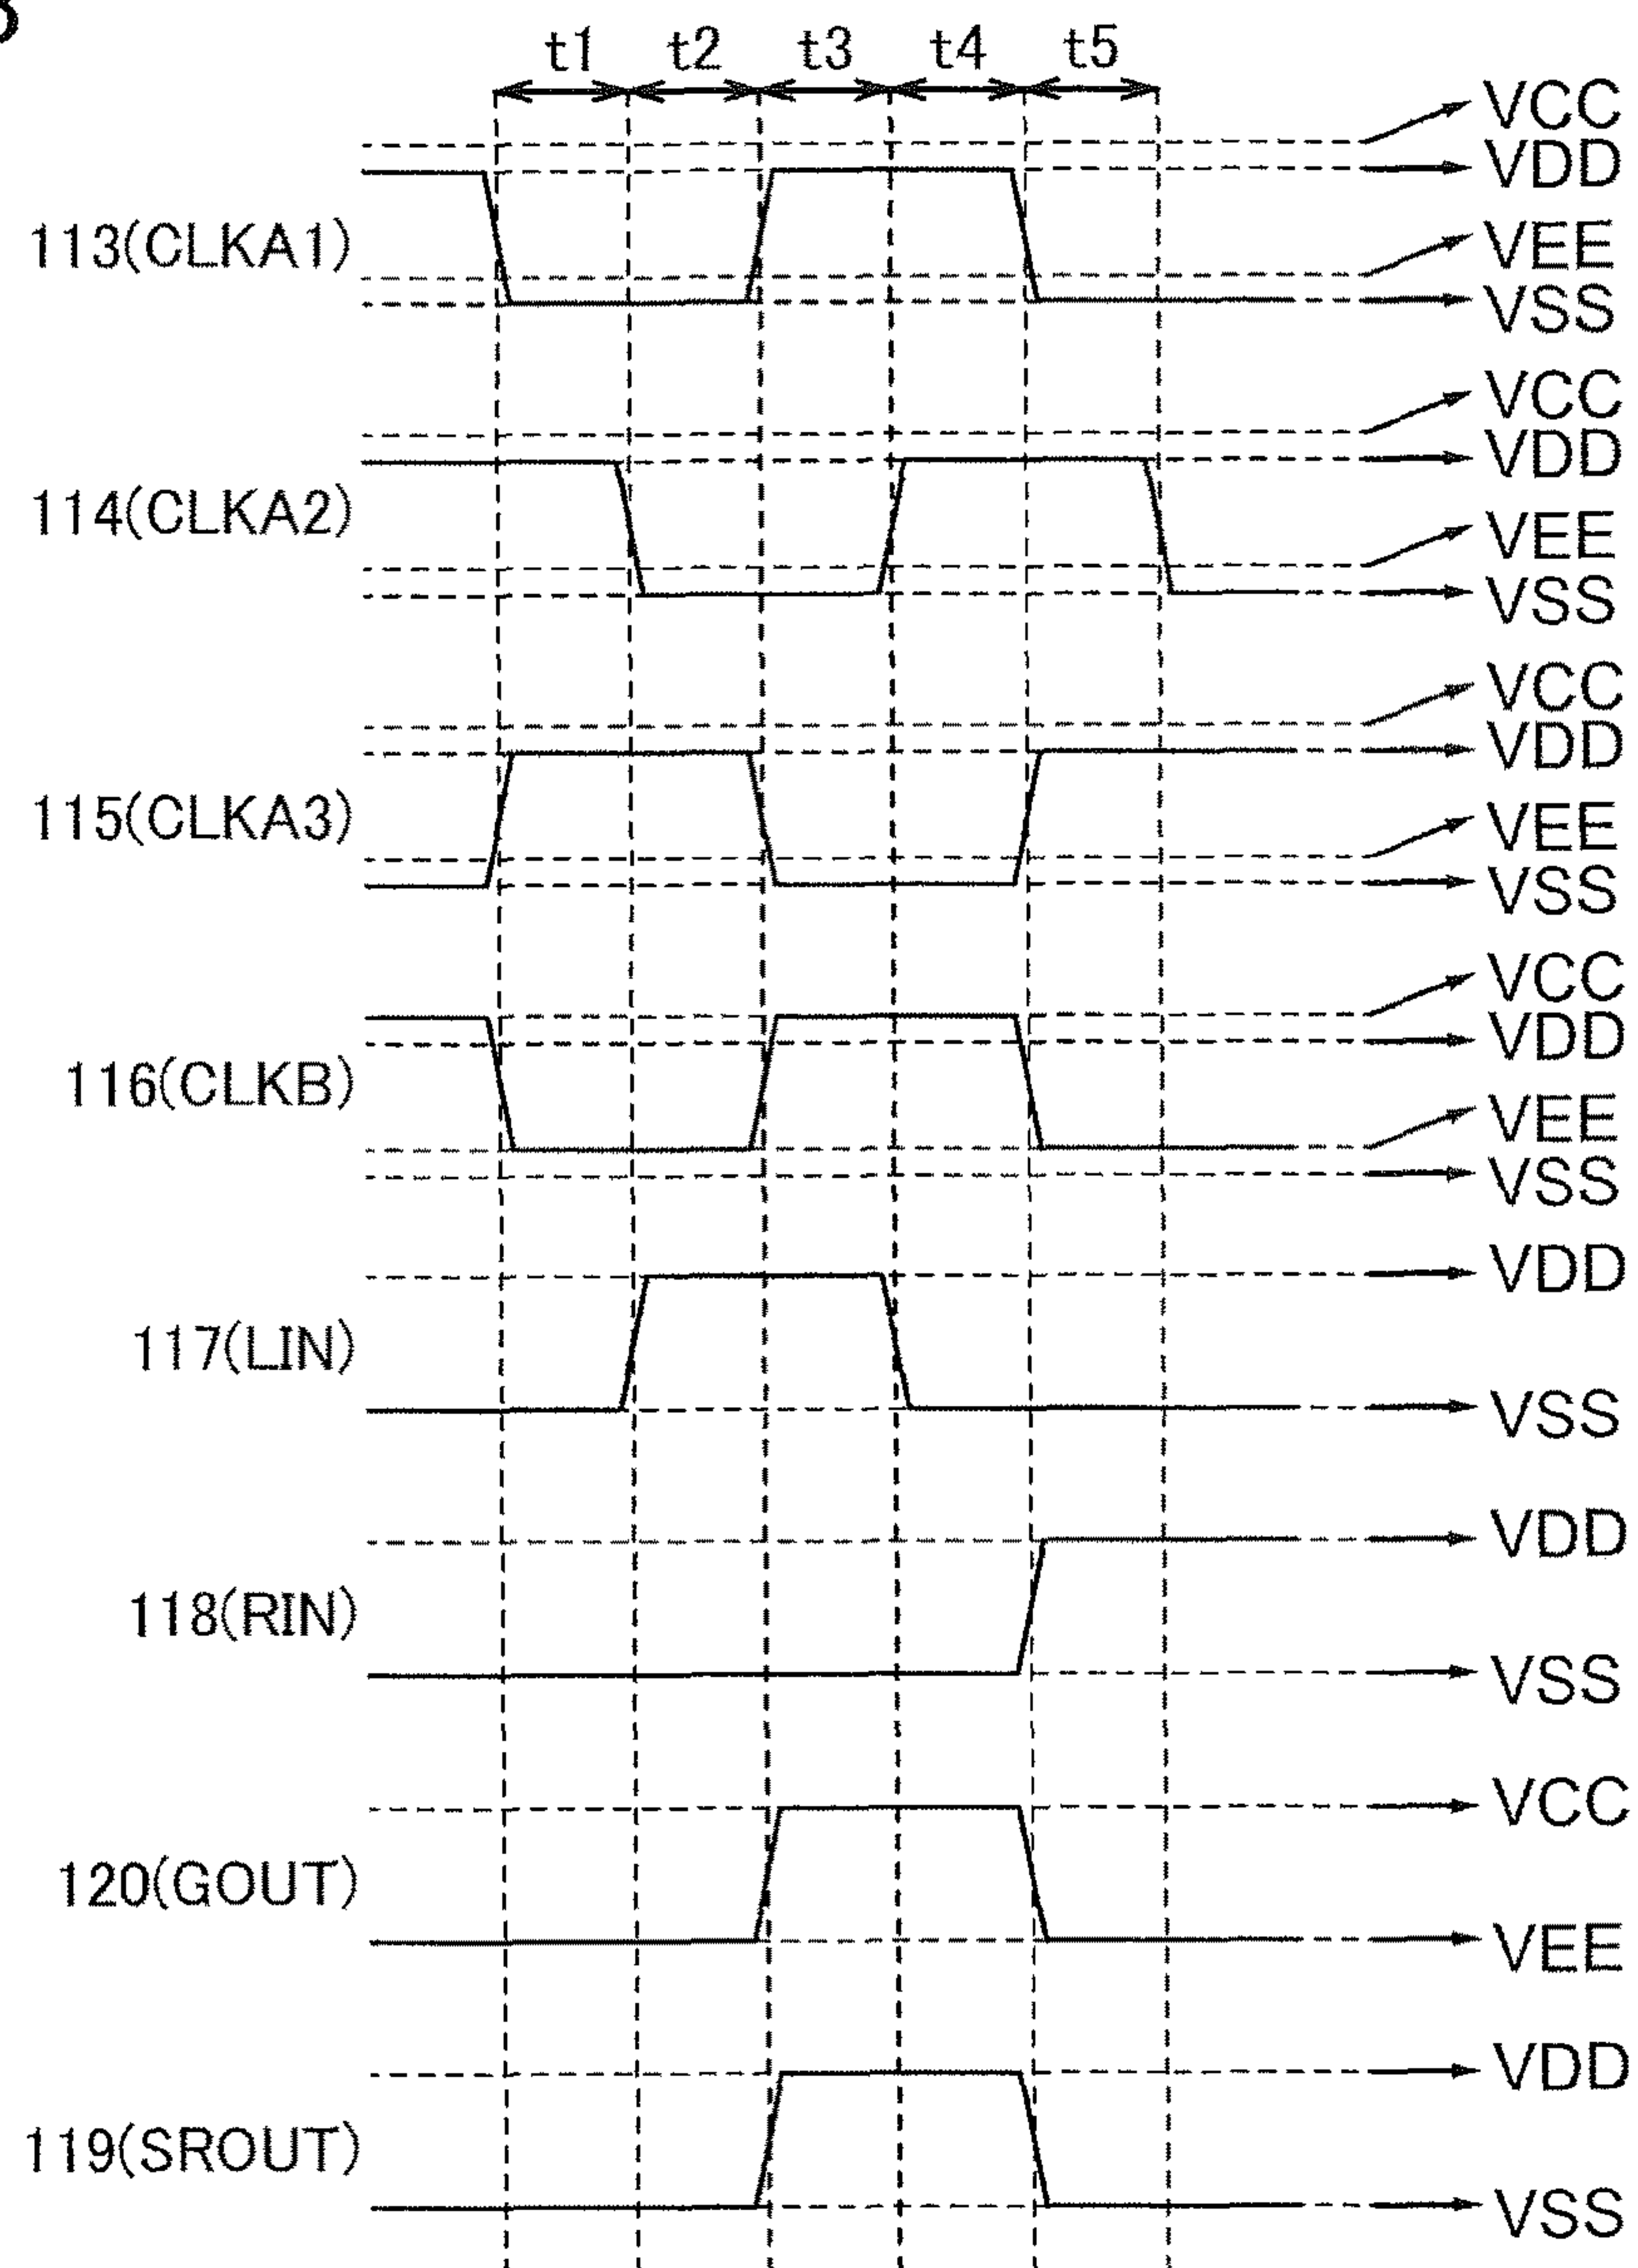 t1 t2 t3 t4 t5
VCC
VDD
113(CLKA1)
VEE
VSS
VCC
VDD
114(CLKA2)
VEE
VSS
VCC
VDD
115(CLKA3)
VEE
VSS
VCC
VDD
116(CLKB)
VEE
VSS
VDD
117(LIN)
VSS
VDD
118(RIN)
VSS
VCC
120(GOUT)
VEE
VDD
119(SROUT)
VSS